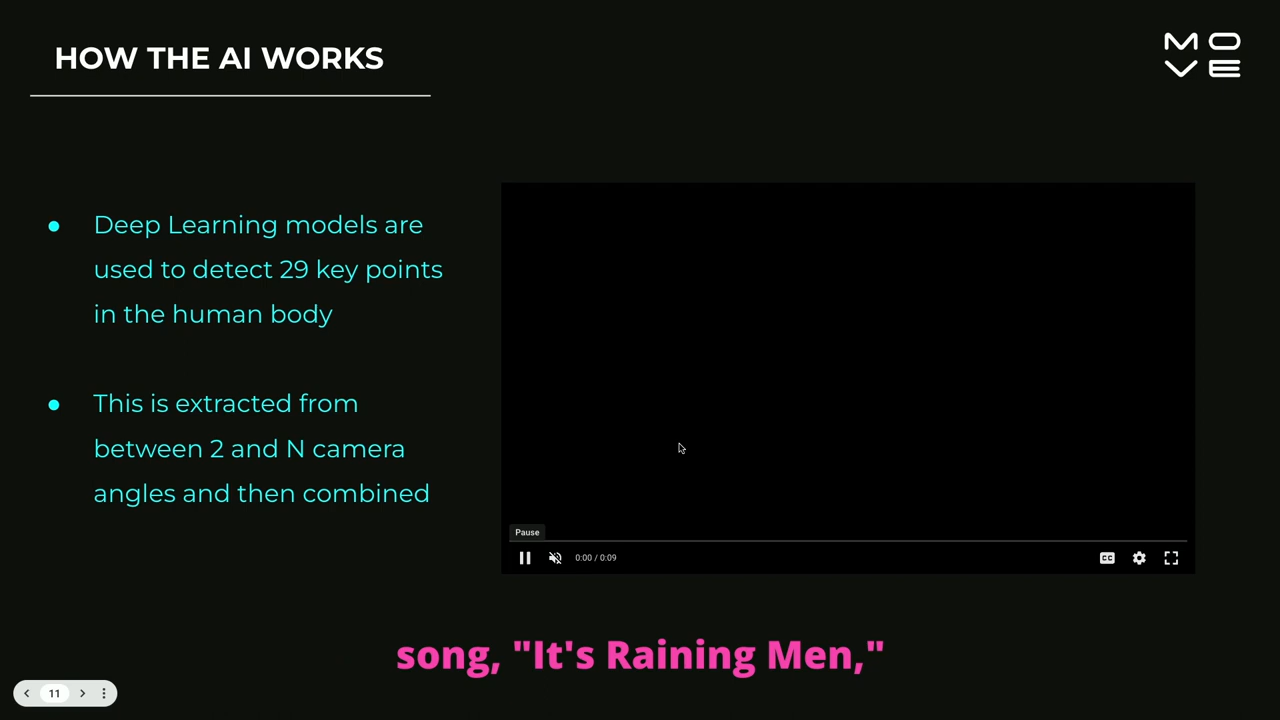 HOW THE AI WORKS
M O
V E
● Deep Learning models are
used to detect 29 key points
in the human body
● This is extracted from
between 2 and N camera
angles and then combined
Pause
0:00 / 0:09
CC
song, "It's Raining Men,"
11